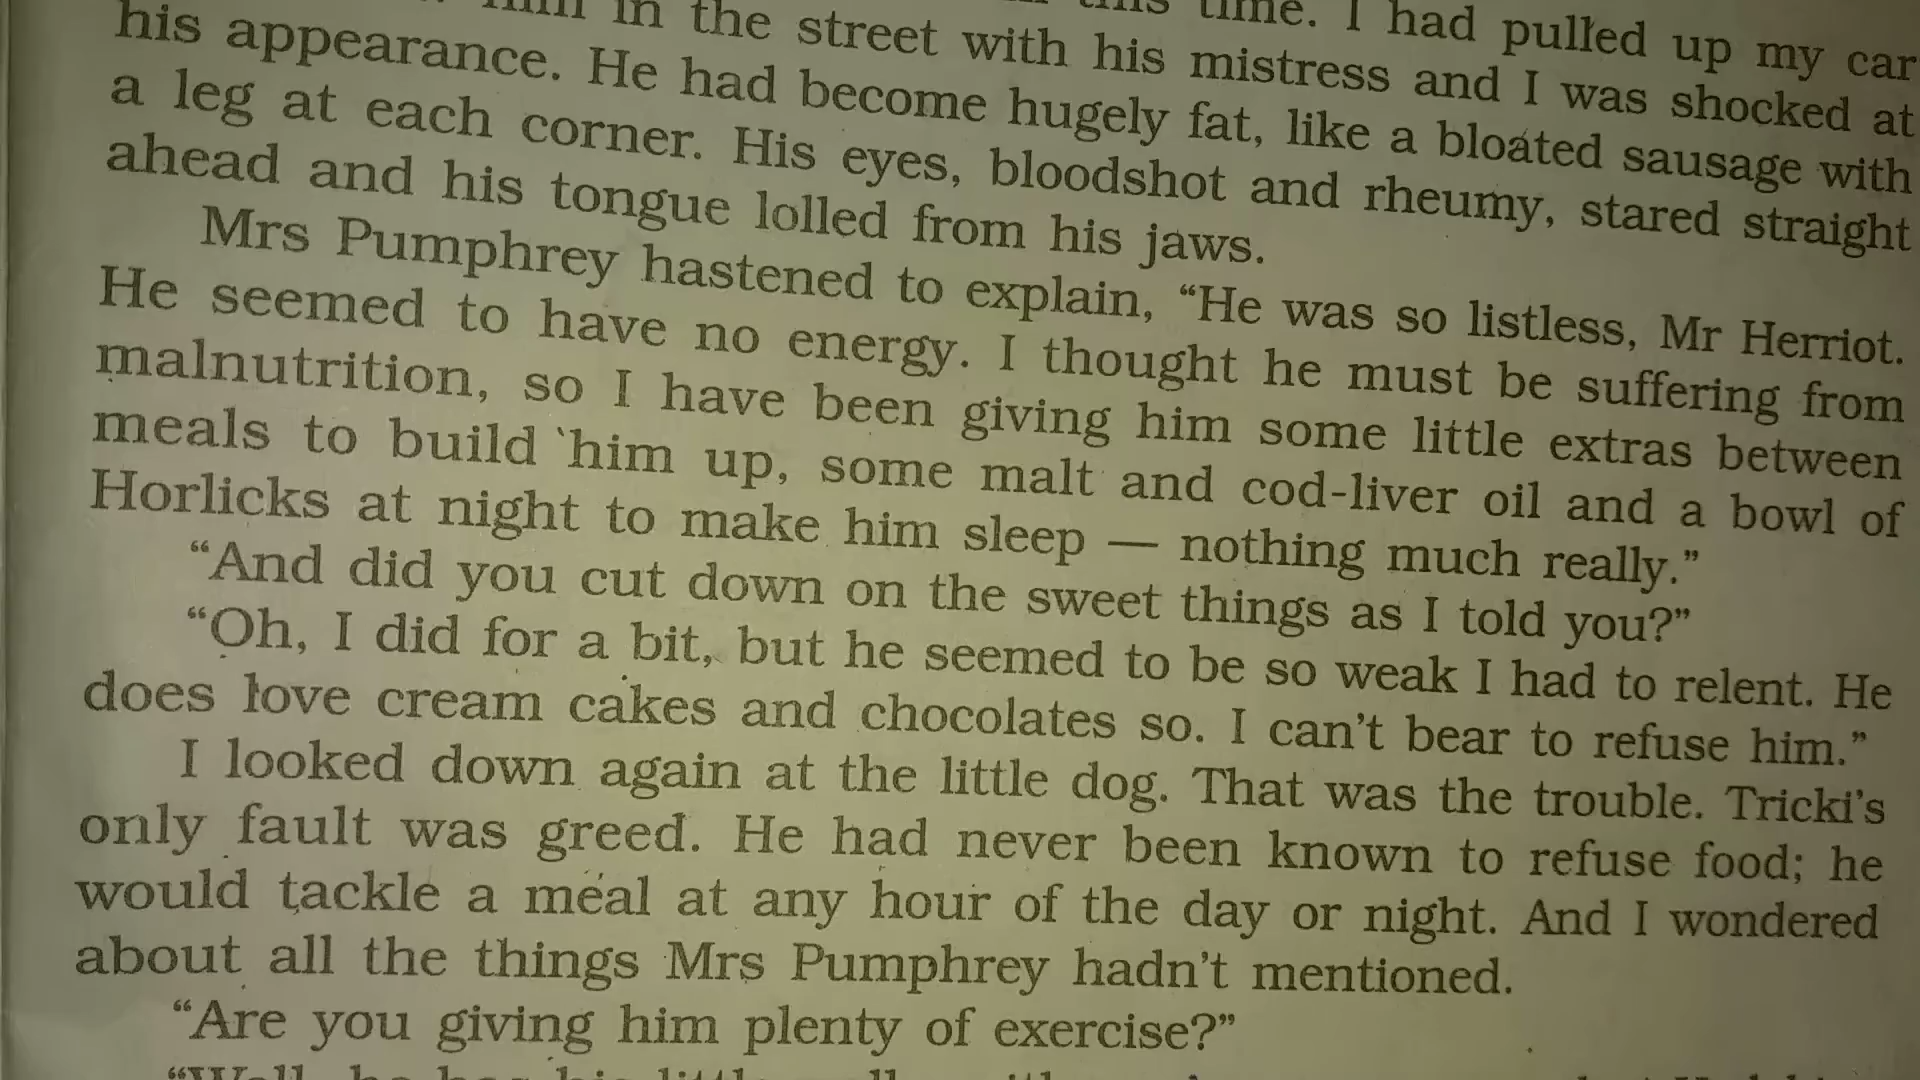 him in the street with his mistress and I was shocked at
time. I had pulled up my car
his appearance. He had become hugely fat, like a bloated sausage with
a leg at each corner. His eyes, bloodshot and rheumy, stared straight
ahead and his tongue lolled from his jaws.
Mrs Pumphrey hastened to explain, “He was so listless, Mr Herriot.
He seemed to have no energy. I thought he must be suffering from
malnutrition, so I have been giving him some little extras between
meals to build him up, some malt and cod-liver oil and a bowl of
Horlicks at night to make him sleep — nothing much really.”
“And did you cut down on the sweet things as I told you?”
“Oh, I did for a bit, but he seemed to be so weak I had to relent. He
does love cream cakes and chocolates so. I can’t bear to refuse him.”
I looked down again at the little dog. That was the trouble. Tricki’s
only fault was greed. He had never been known to refuse food; he
would tackle a meal at any hour of the day or night. And I wondered
about all the things Mrs Pumphrey hadn’t mentioned.
“Are you giving him plenty of exercise?”